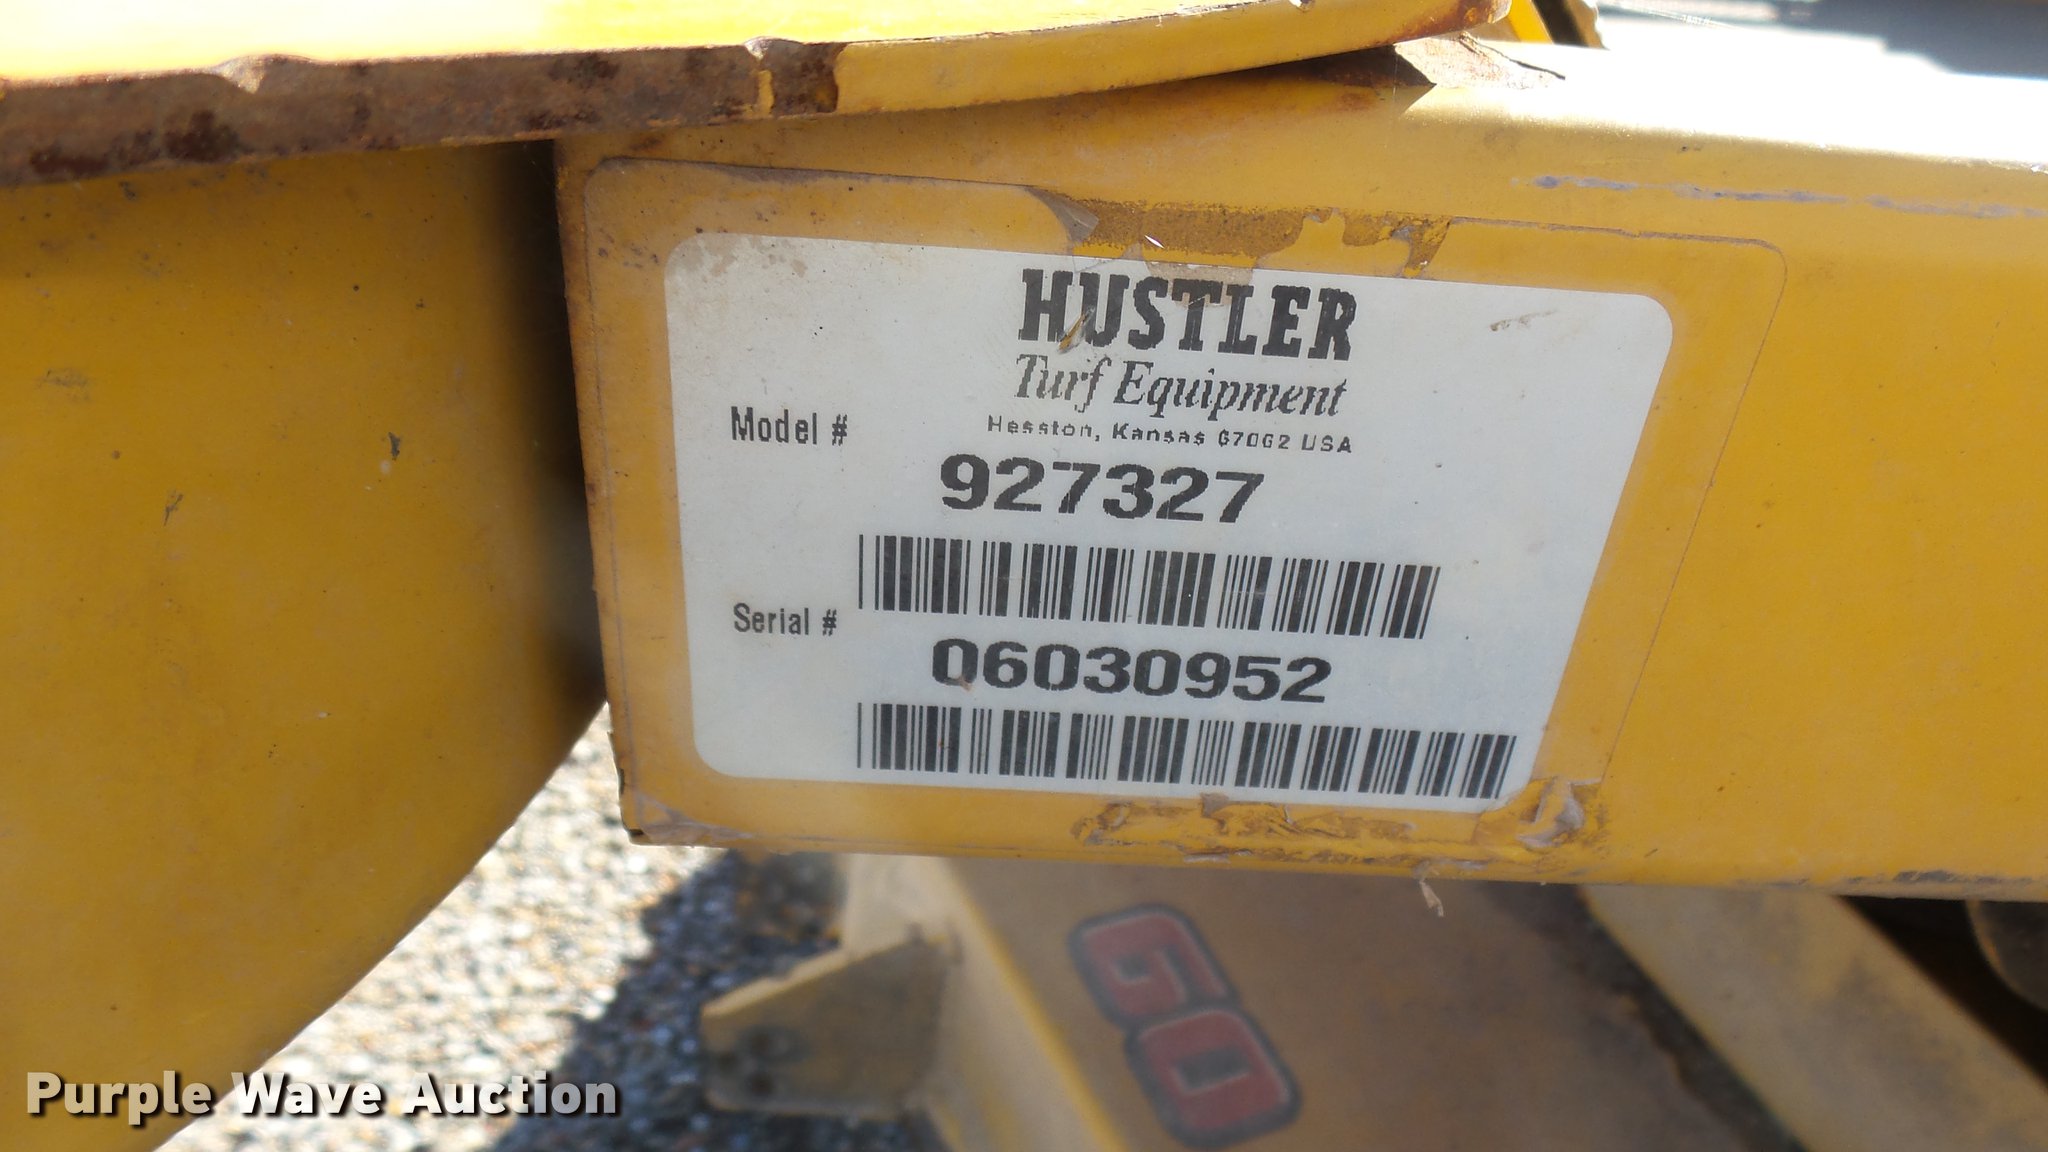 HUSTLER
Turf Equipment
Hesston, Kansas 67062 USA
Model #
927327
Serial #
06030952
60
Purple Wave Auction